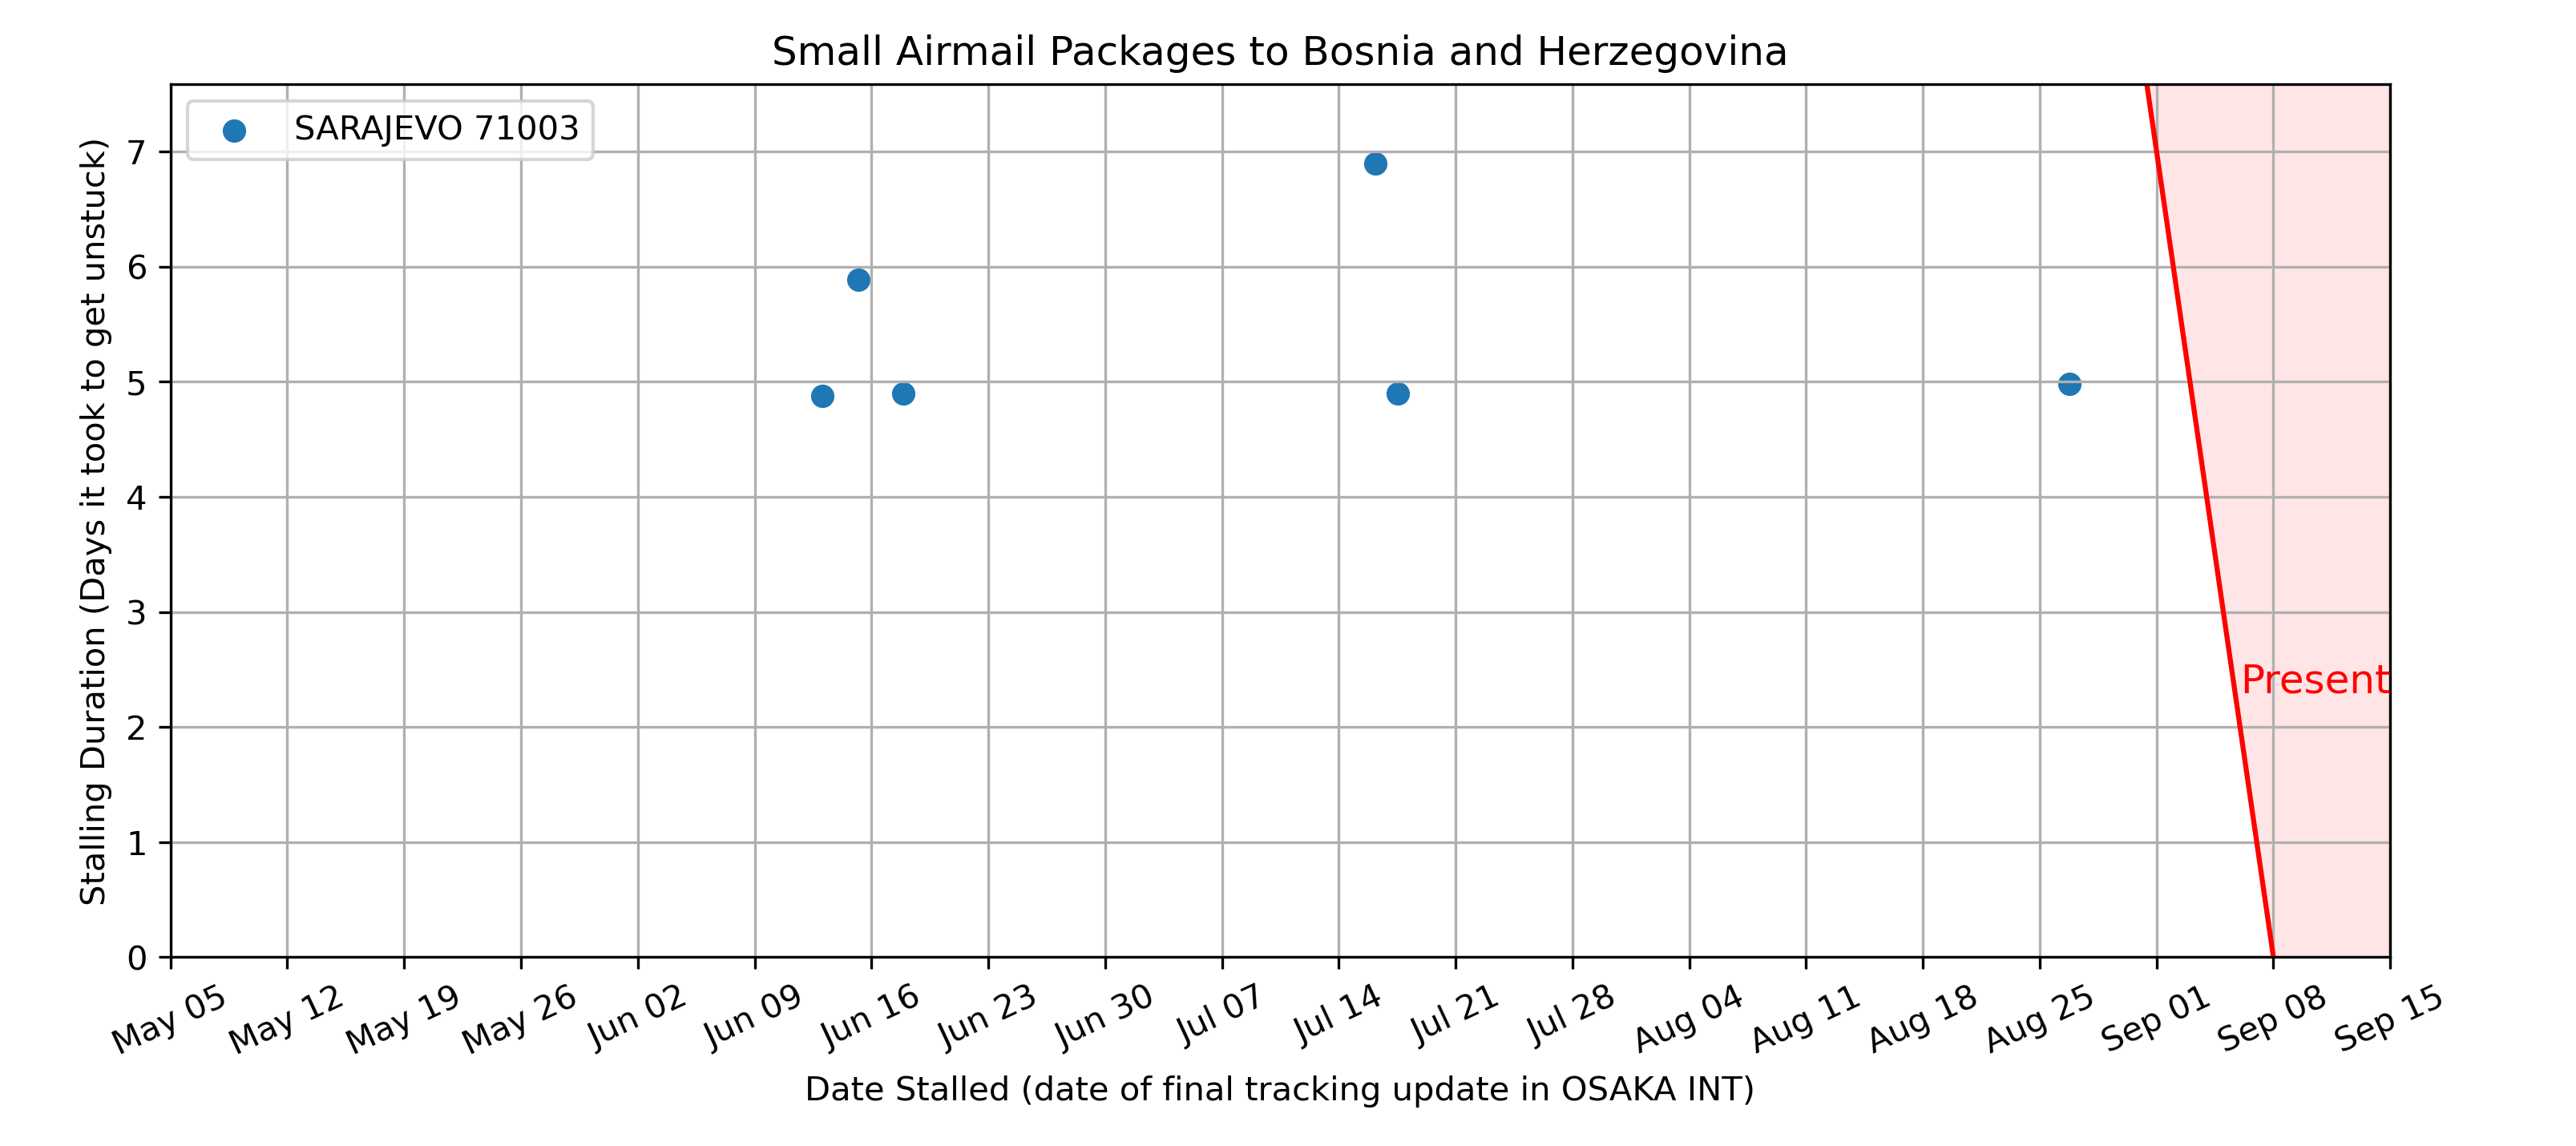 Small Airmail Packages to Bosnia and Herzegovina
SARAJEVO 71003
Stalling Duration (Days it took to get unstuck)
7
6
5
4
3
2
1
0
Present
May 05
May 12
May 19
May 26
Jun 02
Jun 09
Jun 16
Jun 23
Jun 30
Jul 07
Jul 14
Jul 21
Jul 28
Aug 04
Aug 11
Aug 18
Aug 25
Sep 01
Sep 08
Sep 15
Date Stalled (date of final tracking update in OSAKA INT)